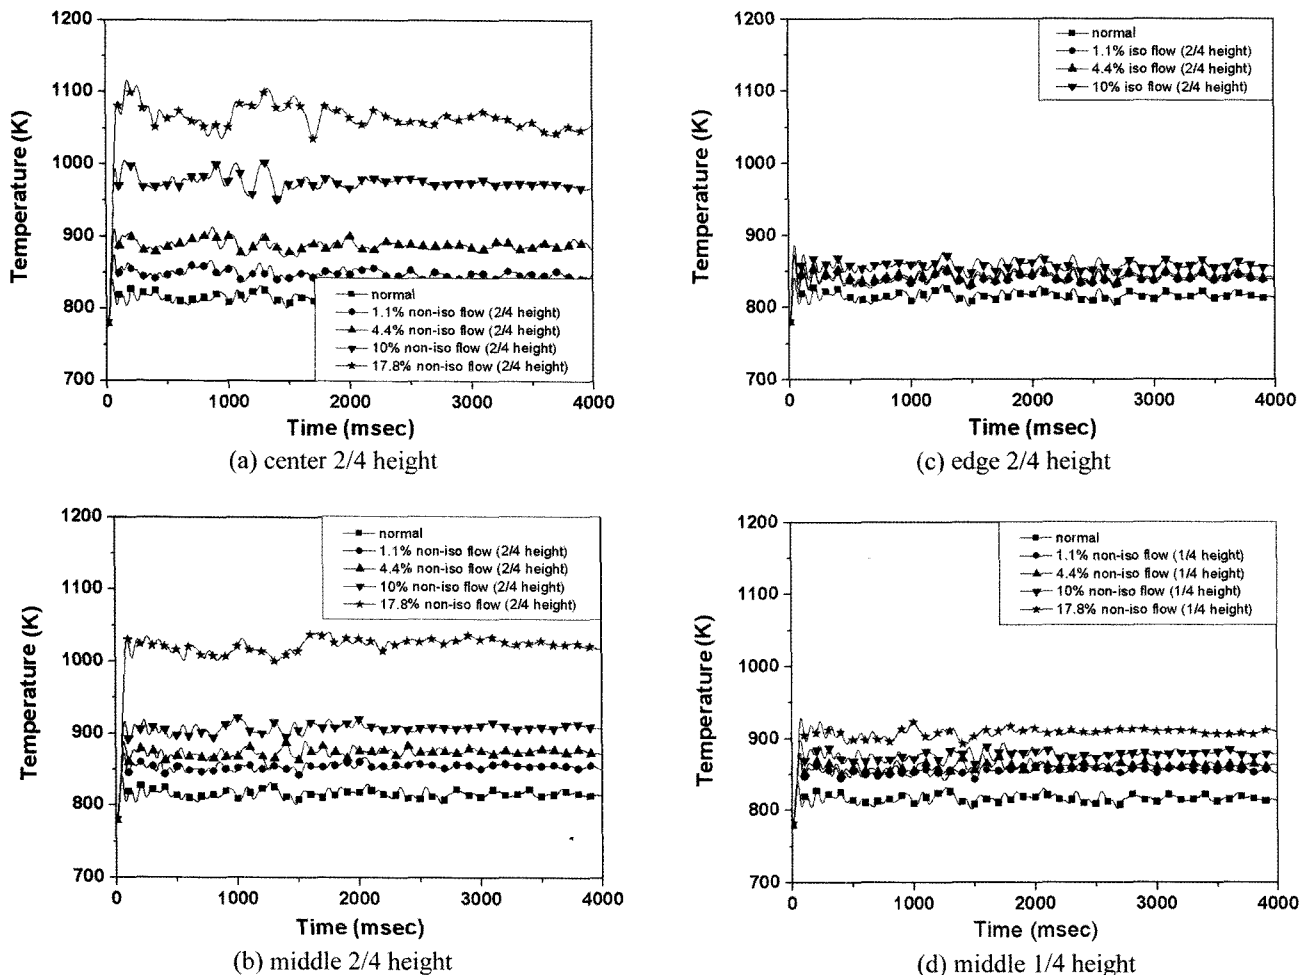 1200
1100
1000
900
800
700
Temperature (K)
normal
1.1% non-iso flow (2/4 height)
4.4% non-iso flow (2/4 height)
10% non-iso flow (2/4 height)
17.8% non-iso flow (2/4 height)
0 1000 2000 3000 4000
Time (msec)
(a) center 2/4 height
1200
1100
1000
900
800
700
Temperature (K)
normal
1.1% iso flow (2/4 height)
4.4% iso flow (2/4 height)
10% iso flow (2/4 height)
0 1000 2000 3000 4000
Time (msec)
(c) edge 2/4 height
1200
1100
1000
900
800
700
Temperature (K)
normal
1.1% non-iso flow (2/4 height)
4.4% non-iso flow (2/4 height)
10% non-iso flow (2/4 height)
17.8% non-iso flow (2/4 height)
0 1000 2000 3000 4000
Time (msec)
(b) middle 2/4 height
1200
1100
1000
900
800
700
Temperature (K)
normal
1.1% non-iso flow (1/4 height)
4.4% non-iso flow (1/4 height)
10% non-iso flow (1/4 height)
17.8% non-iso flow (1/4 height)
0 1000 2000 3000 4000
Time (msec)
(d) middle 1/4 height